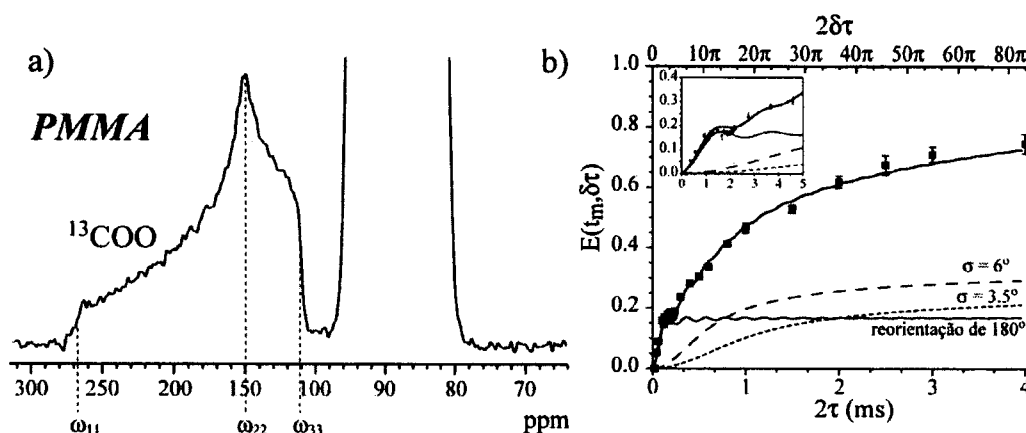 a)
PMMA
¹³COO
300 250 200 150 100 90 80 70
ppm
ω₁₁ ω₂₂ ω₃₃
b)
2δτ
0 10π 20π 30π 40π 50π 60π 70π 80π
E(tₘ,δτ)
1.0
0.8
0.6
0.4
0.2
0.0
0.4
0.3
0.2
0.1
0.0
0 1 2 3 4 5
σ = 6º
σ = 3.5º
reorientação de 180º
0 1 2 3 4
2τ (ms)